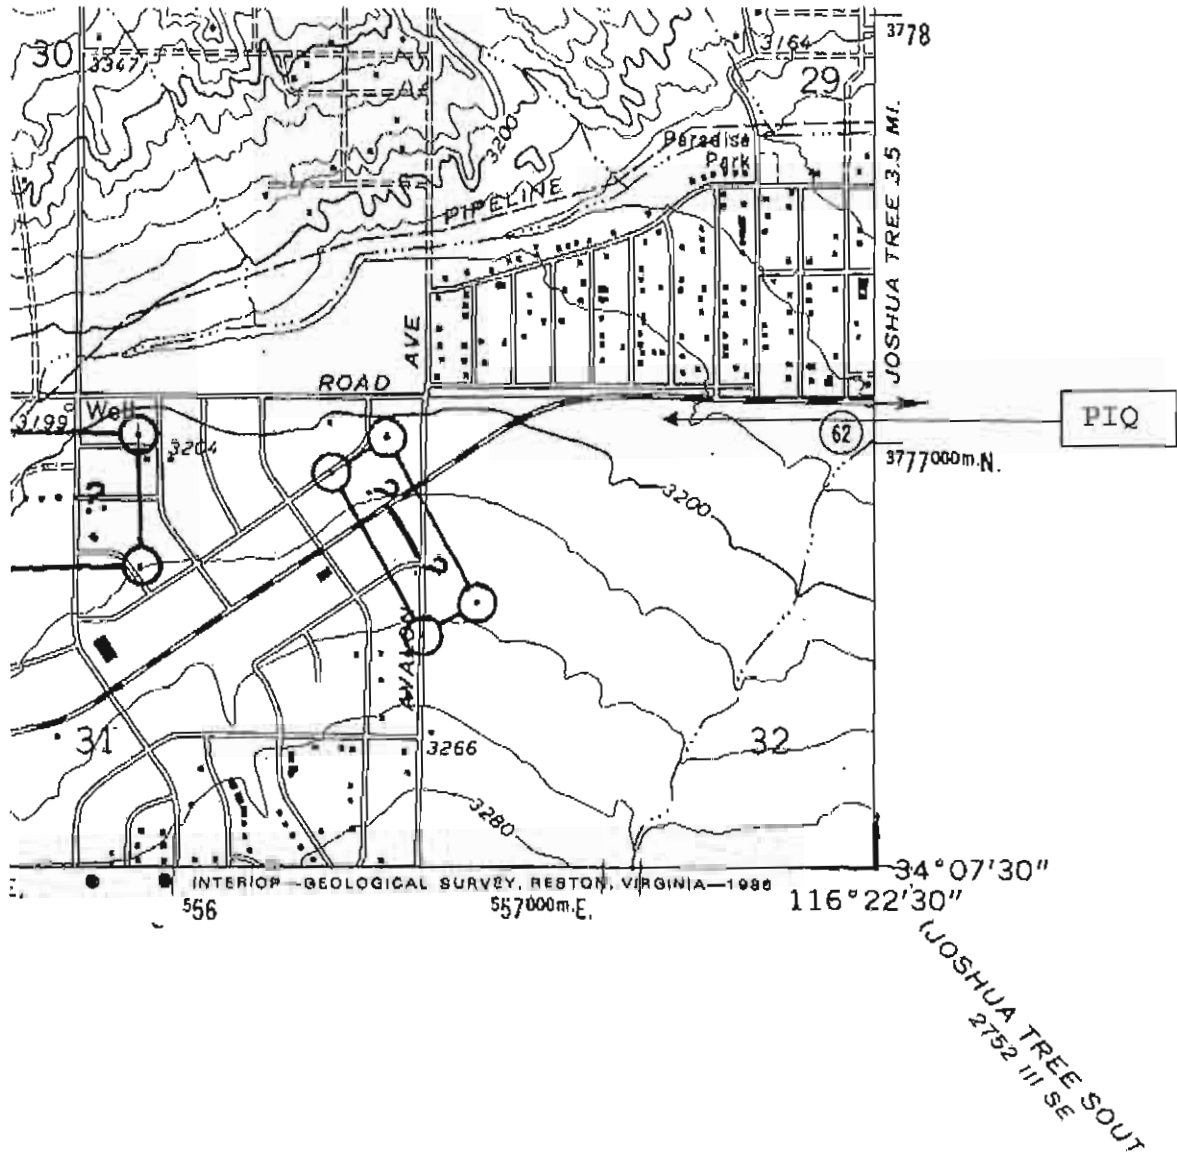 3778
30
3347
3164
29
3200
Paradise
Park
PIPELINE
JOSHUA TREE 3.5 MI.
AVE
ROAD
PIQ
Well
3199
3204
62
3777000m.N.
3200
?
?
?
AVALON
31
3266
32
3280
34°07'30"
INTERIOR—GEOLOGICAL SURVEY, RESTON, VIRGINIA—1986
E.
556
557000m.E.
116°22'30"
(JOSHUA TREE SOUT
2752 III SE